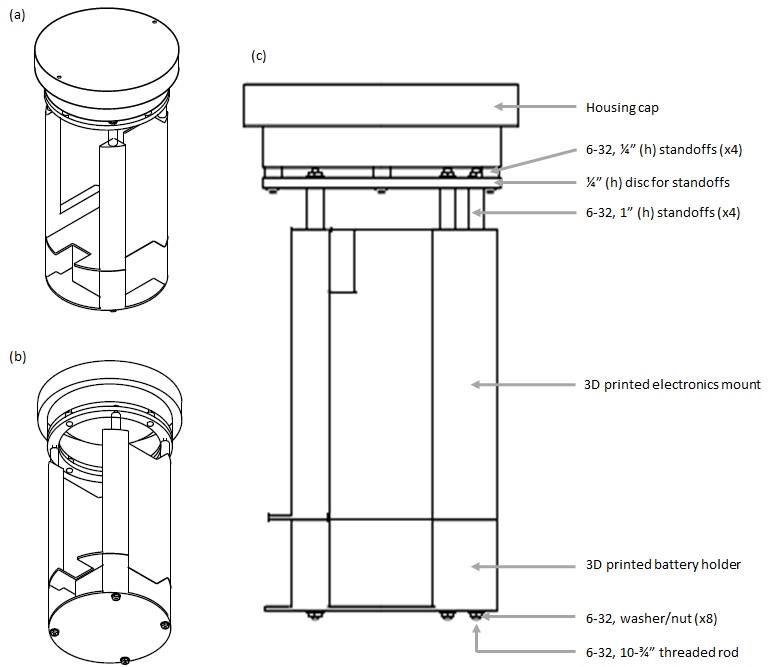 (a)
(c)
Housing cap
6-32, ¼” (h) standoffs (x4)
¼” (h) disc for standoffs
6-32, 1” (h) standoffs (x4)
(b)
3D printed electronics mount
3D printed battery holder
6-32, washer/nut (x8)
6-32, 10-¾” threaded rod